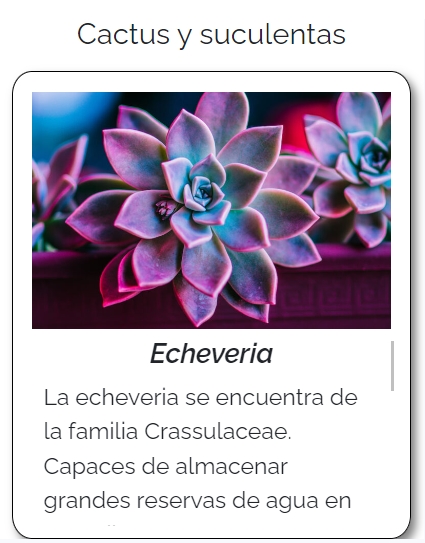 Cactus y suculentas
Echeveria
La echeveria se encuentra de
la familia Crassulaceae.
Capaces de almacenar
grandes reservas de agua en